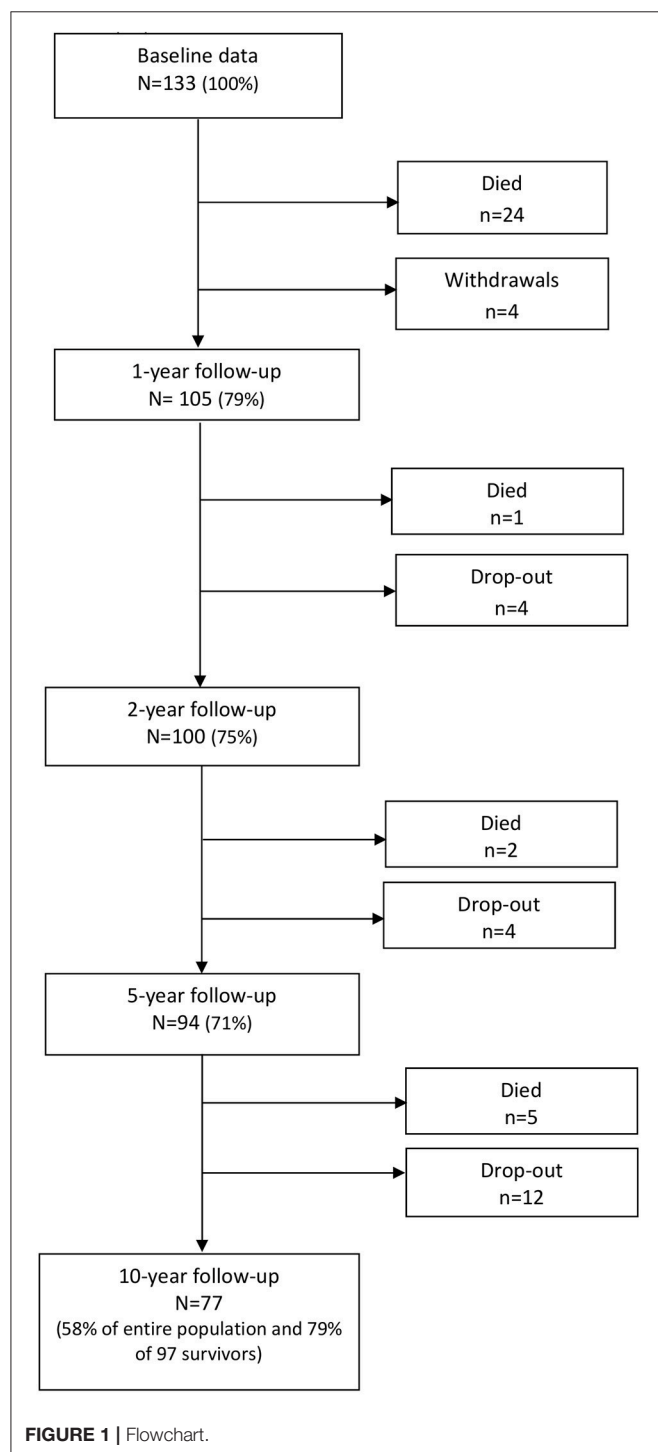 Baseline data
N=133 (100%)
Died
n=24
Withdrawals
n=4
1-year follow-up
N= 105 (79%)
Died
n=1
Drop-out
n=4
2-year follow-up
N=100 (75%)
Died
n=2
Drop-out
n=4
5-year follow-up
N=94 (71%)
Died
n=5
Drop-out
n=12
10-year follow-up
N=77
(58% of entire population and 79%
of 97 survivors)
FIGURE 1 | Flowchart.